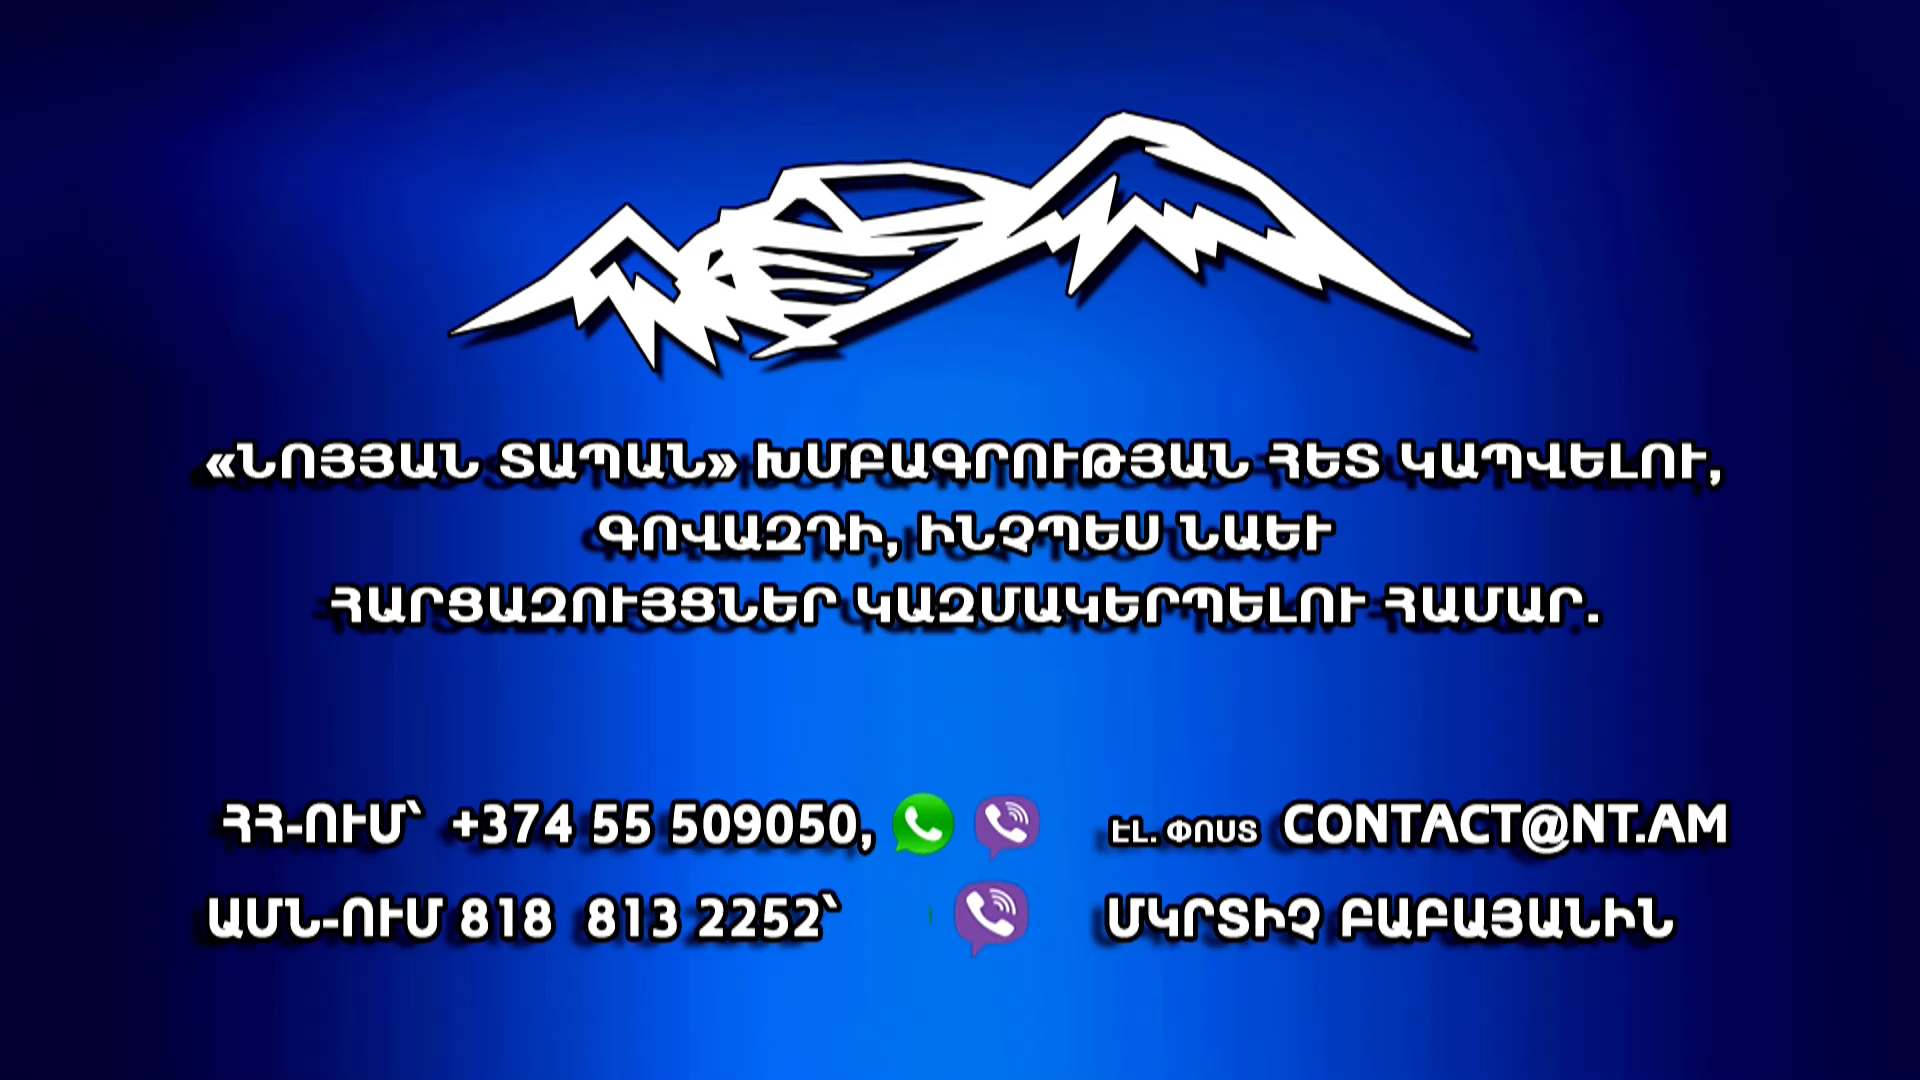 «ՆՈՅՅԱՆ ՏԱՊԱՆ» ԽՄԲԱԳՐՈՒԹՅԱՆ ՀԵՏ ԿԱՊՎԵԼՈՒ,
ԳՈՎԱԶԴԻ, ԻՆՉՊԵՍ ՆԱԵՒ
ՀԱՐՑԱԶՈՒՅՑՆԵՐ ԿԱԶՄԱԿԵՐՊԵԼՈՒ ՀԱՄԱՐ.
ՀՀ-ՈՒՄ՝ +374 55 509050, ԷԼ. ՓՈՍՏ CONTACT@NT.AM
ԱՄՆ-ՈՒՄ 818 813 2252՝ ՄԿՐՏԻՉ ԲԱԲԱՅԱՆԻՆ